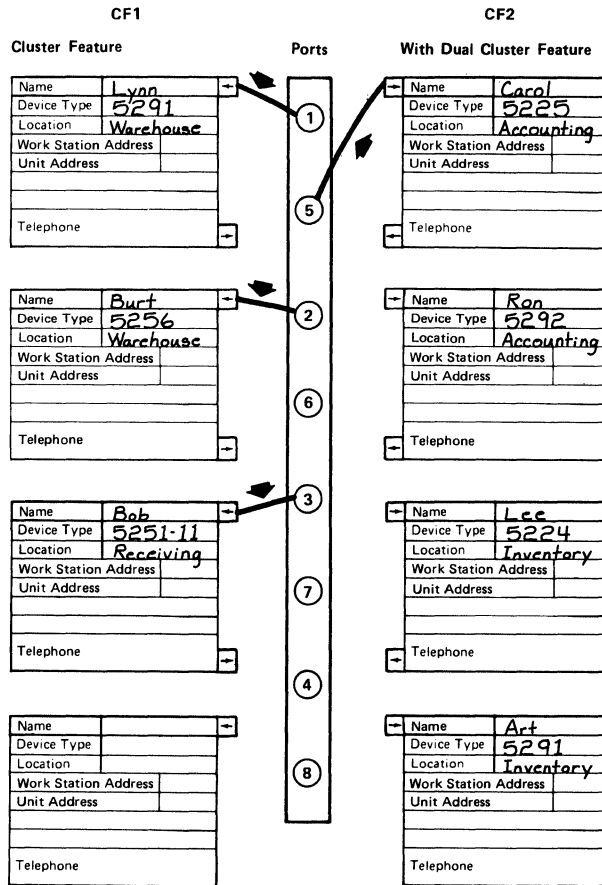 CF1
CF2
Cluster Feature
Ports
With Dual Cluster Feature
Name Lynn
Device Type 5291
Location Warehouse
Work Station Address
Unit Address
Telephone
1
Name Carol
Device Type 5225
Location Accounting
Work Station Address
Unit Address
Telephone
5
Name Burt
Device Type 5256
Location Warehouse
Work Station Address
Unit Address
Telephone
2
Name Ron
Device Type 5292
Location Accounting
Work Station Address
Unit Address
Telephone
6
Name Bob
Device Type 5251-11
Location Receiving
Work Station Address
Unit Address
Telephone
3
Name Lee
Device Type 5224
Location Inventory
Work Station Address
Unit Address
Telephone
7
4
Name
Device Type
Location
Work Station Address
Unit Address
Telephone
8
Name Art
Device Type 5291
Location Inventory
Work Station Address
Unit Address
Telephone